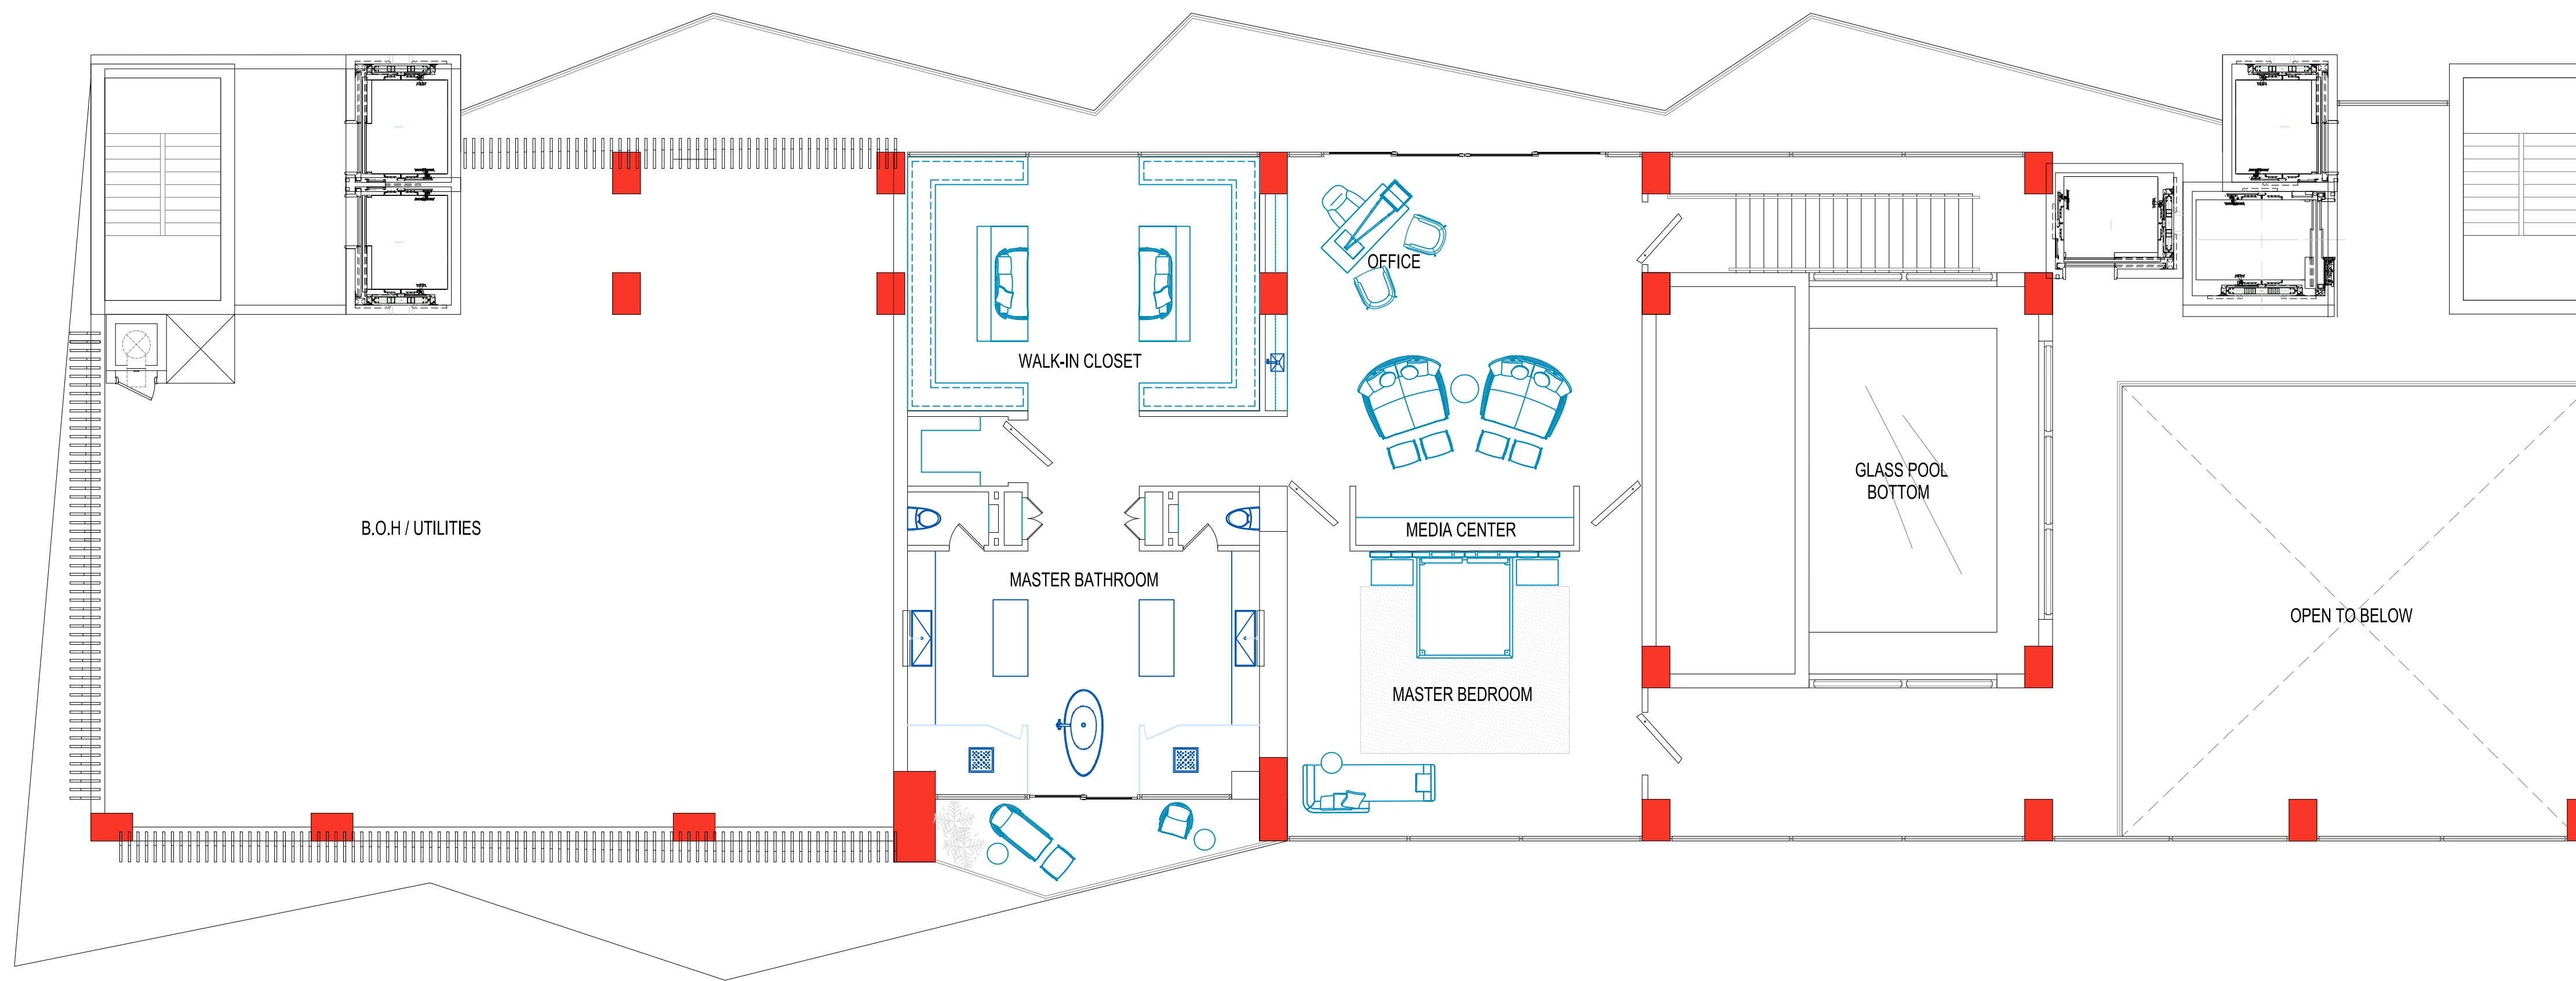 OFFICE
WALK-IN CLOSET
GLASS POOL
BOTTOM
B.O.H / UTILITIES
MEDIA CENTER
MASTER BATHROOM
OPEN TO BELOW
MASTER BEDROOM